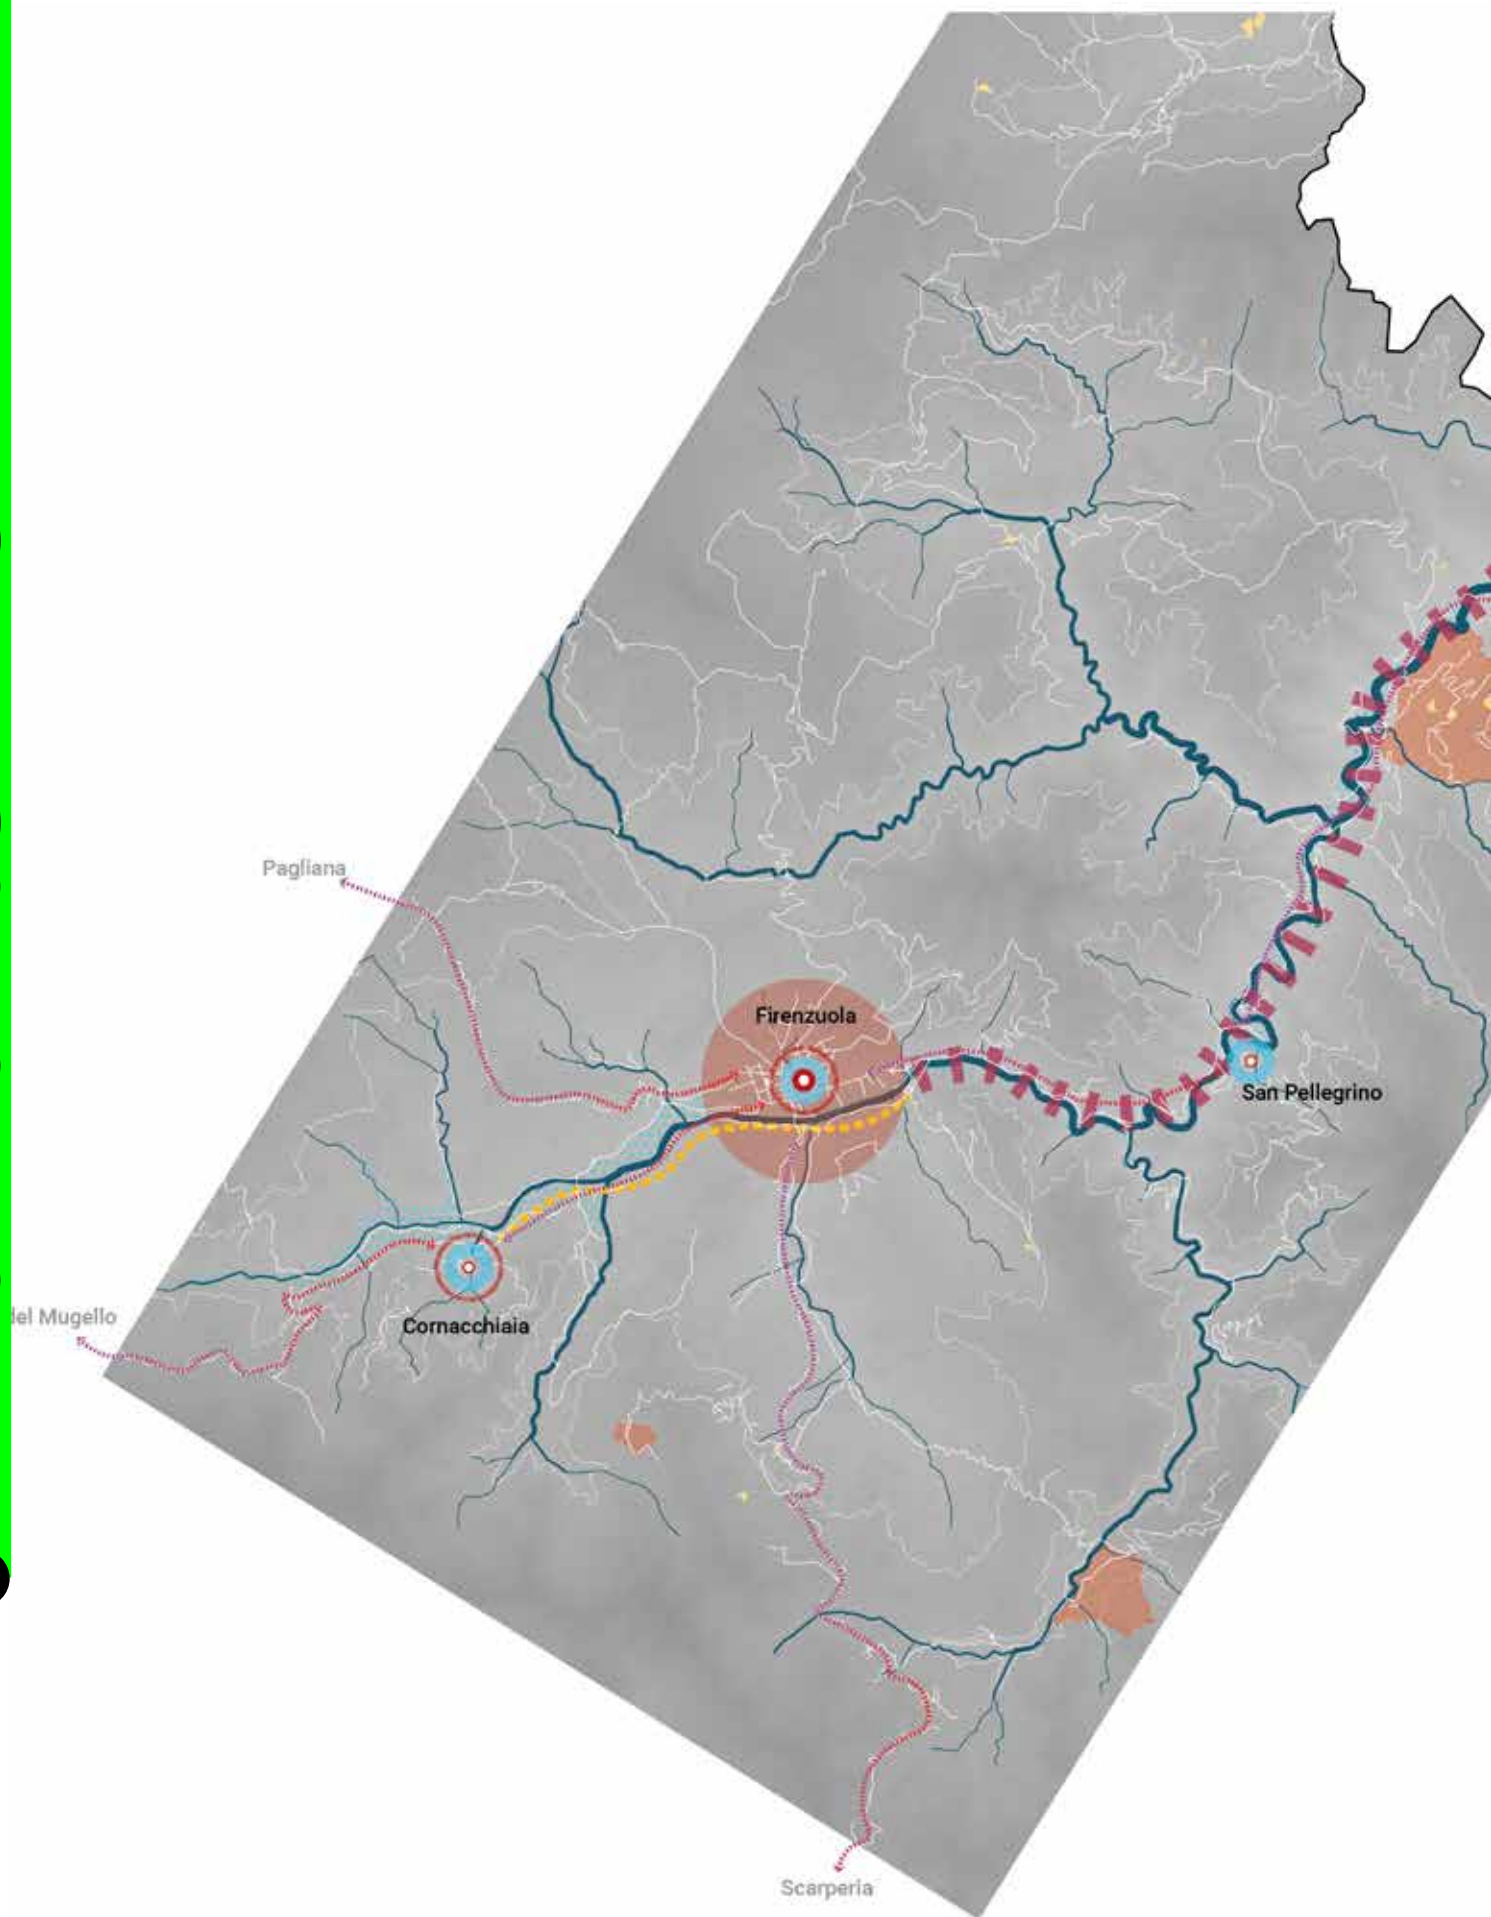 Pagliana
Firenzuola
San Pellegrino
del Mugello
Cornacchiaia
Scarperia